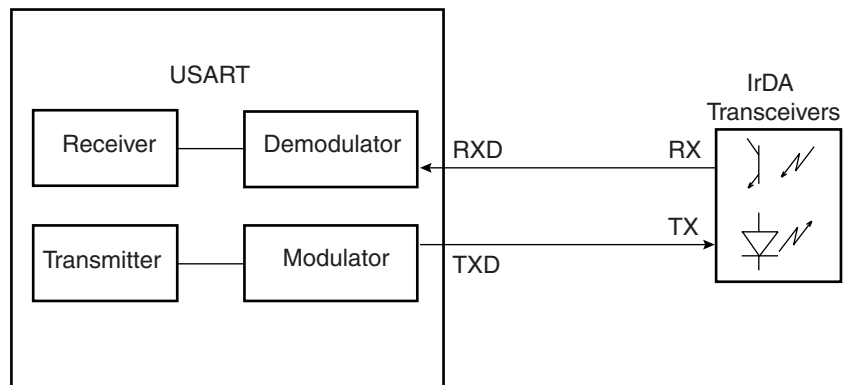 USART
IrDA
Transceivers
Receiver
Demodulator
RXD
RX
Transmitter
Modulator
TXD
TX